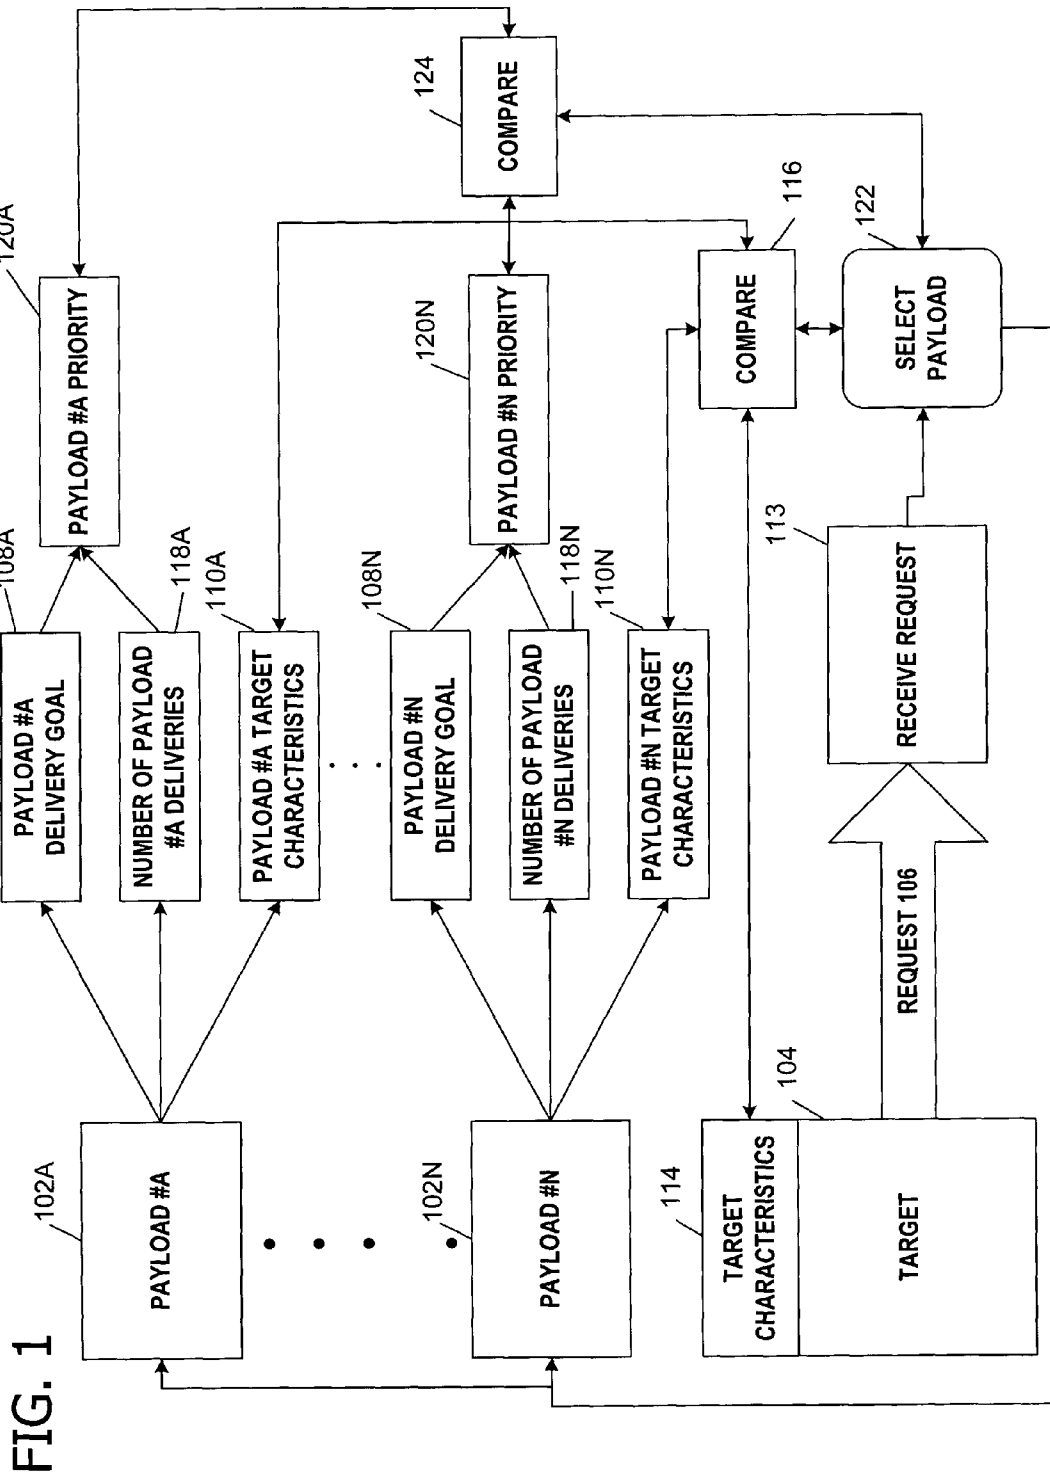 FIG. 1
102A
PAYLOAD #A
102N
PAYLOAD #N
114
TARGET
CHARACTERISTICS
104
TARGET
REQUEST 106
108A
PAYLOAD #A
DELIVERY GOAL
118A
NUMBER OF PAYLOAD
#A DELIVERIES
110A
PAYLOAD #A TARGET
CHARACTERISTICS
108N
PAYLOAD #N
DELIVERY GOAL
118N
NUMBER OF PAYLOAD
#N DELIVERIES
110N
PAYLOAD #N TARGET
CHARACTERISTICS
113
RECEIVE REQUEST
120A
PAYLOAD #A PRIORITY
120N
PAYLOAD #N PRIORITY
124
COMPARE
116
COMPARE
122
SELECT
PAYLOAD